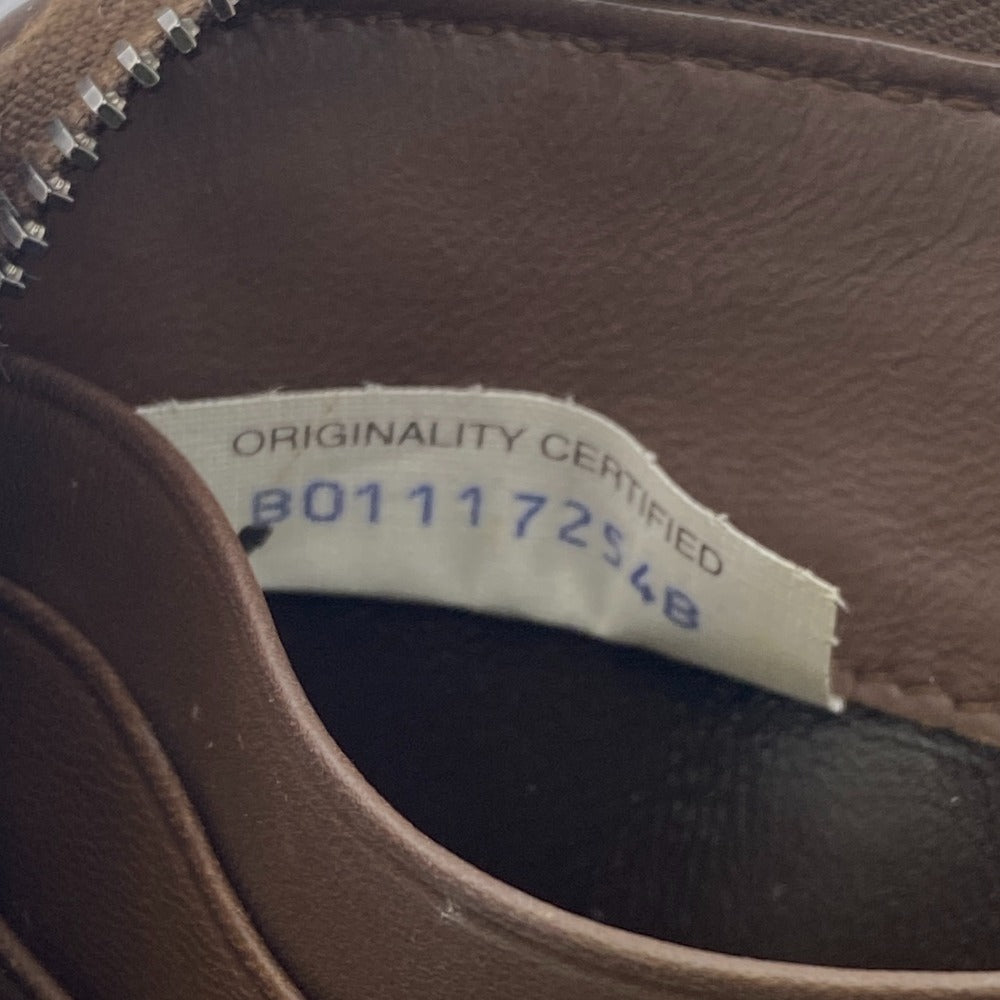 ORIGINALITY CERTIFIED
B01117254B